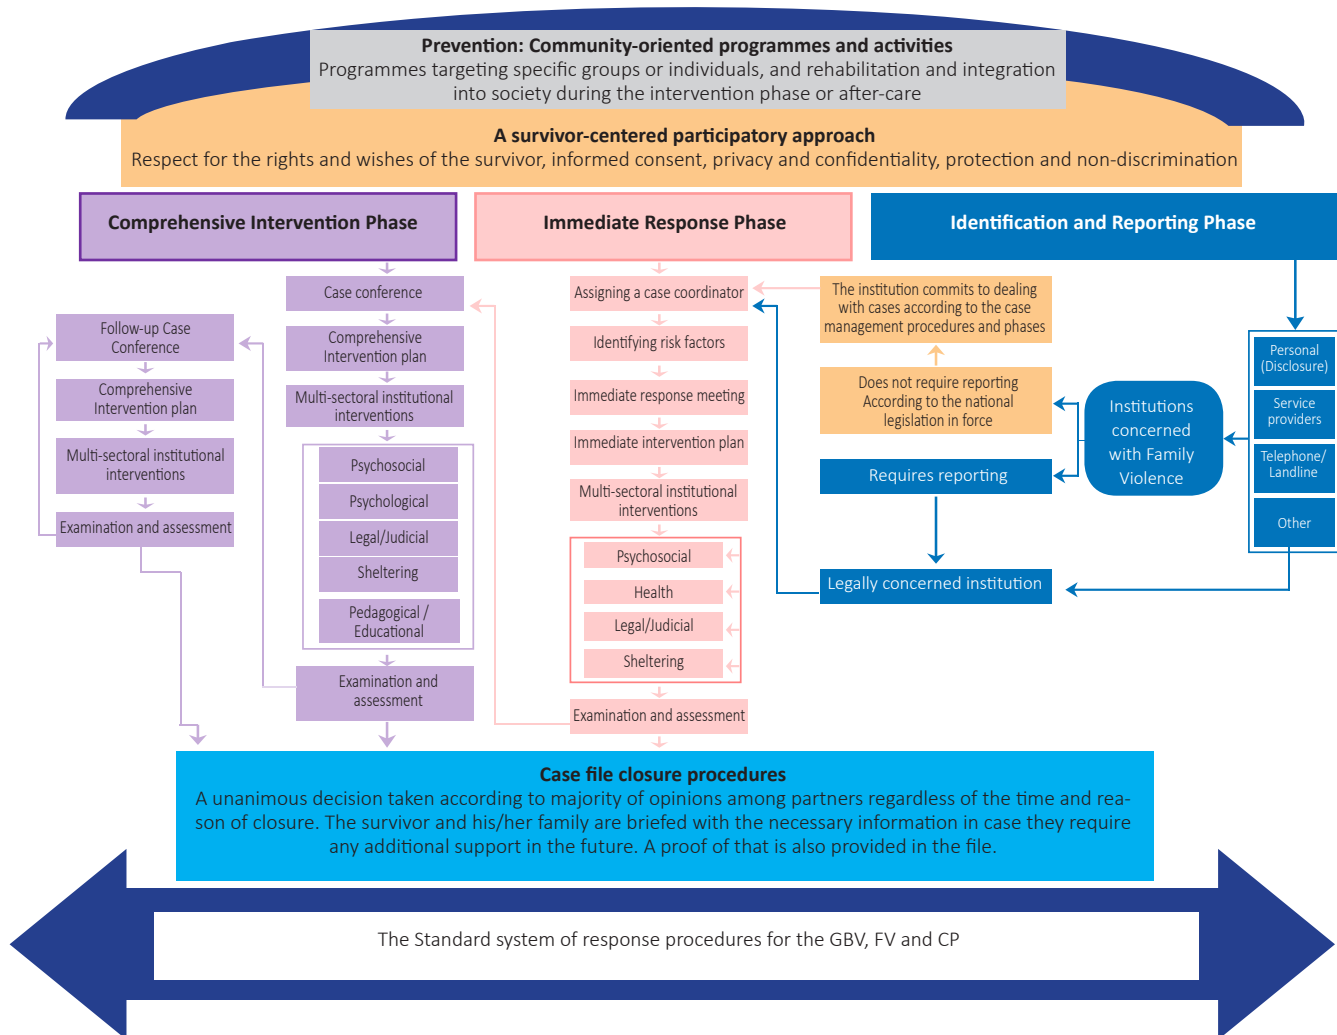 Prevention: Community-oriented programmes and activities
Programmes targeting specific groups or individuals, and rehabilitation and integration
into society during the intervention phase or after-care
A survivor-centered participatory approach
Respect for the rights and wishes of the survivor, informed consent, privacy and confidentiality, protection and non-discrimination
Comprehensive Intervention Phase
Immediate Response Phase
Identification and Reporting Phase
Follow-up Case
Conference
Comprehensive
Intervention plan
Multi-sectoral institutional
interventions
Examination and assessment
Case conference
Comprehensive
Intervention plan
Multi-sectoral institutional
interventions
Psychosocial
Psychological
Legal/Judicial
Sheltering
Pedagogical /
Educational
Examination and
assessment
Assigning a case coordinator
Identifying risk factors
Immediate response meeting
Immediate intervention plan
Multi-sectoral institutional
interventions
Psychosocial
Health
Legal/Judicial
Sheltering
Examination and assessment
The institution commits to dealing
with cases according to the case
management procedures and phases
Does not require reporting
According to the national
legislation in force
Requires reporting
Legally concerned institution
Institutions
concerned
with Family
Violence
Personal
(Disclosure)
Service
providers
Telephone/
Landline
Other
Case file closure procedures
A unanimous decision taken according to majority of opinions among partners regardless of the time and rea-
son of closure. The survivor and his/her family are briefed with the necessary information in case they require
any additional support in the future. A proof of that is also provided in the file.
The Standard system of response procedures for the GBV, FV and CP